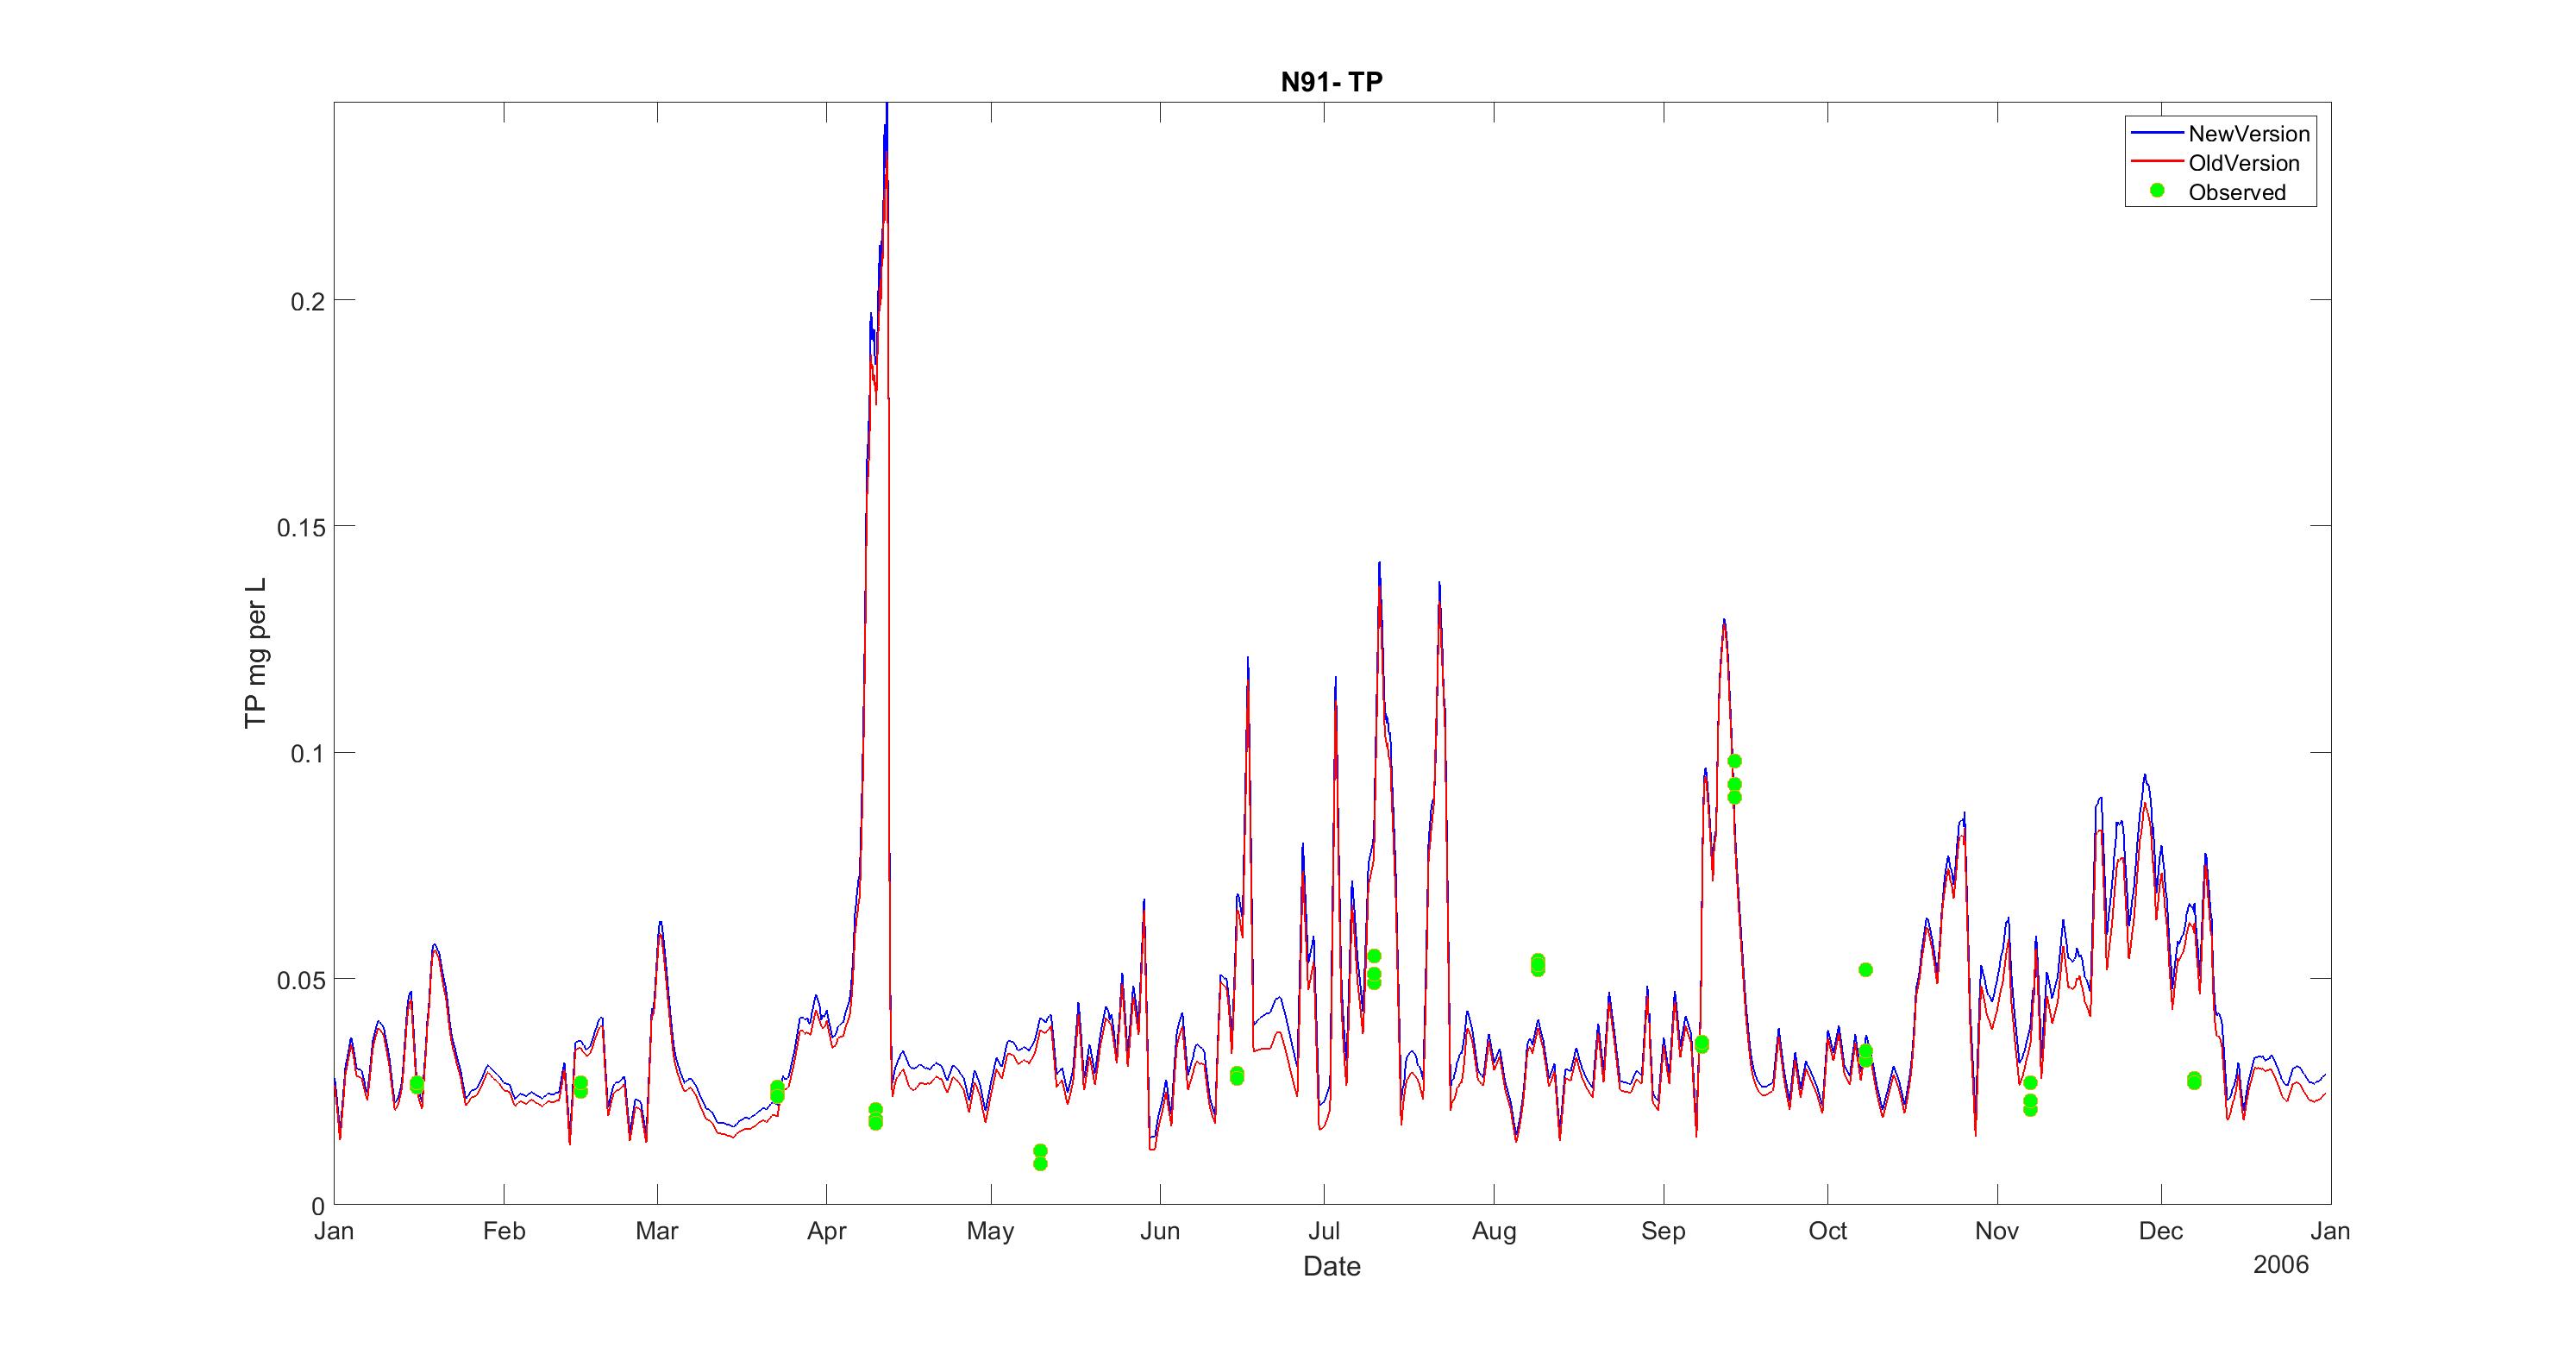 N91- TP
NewVersion
OldVersion
Observed
0.2
0.15
0.1
0.05
0
TP mg per L
Jan Feb Mar Apr May Jun Jul Aug Sep Oct Nov Dec Jan
Date
2006